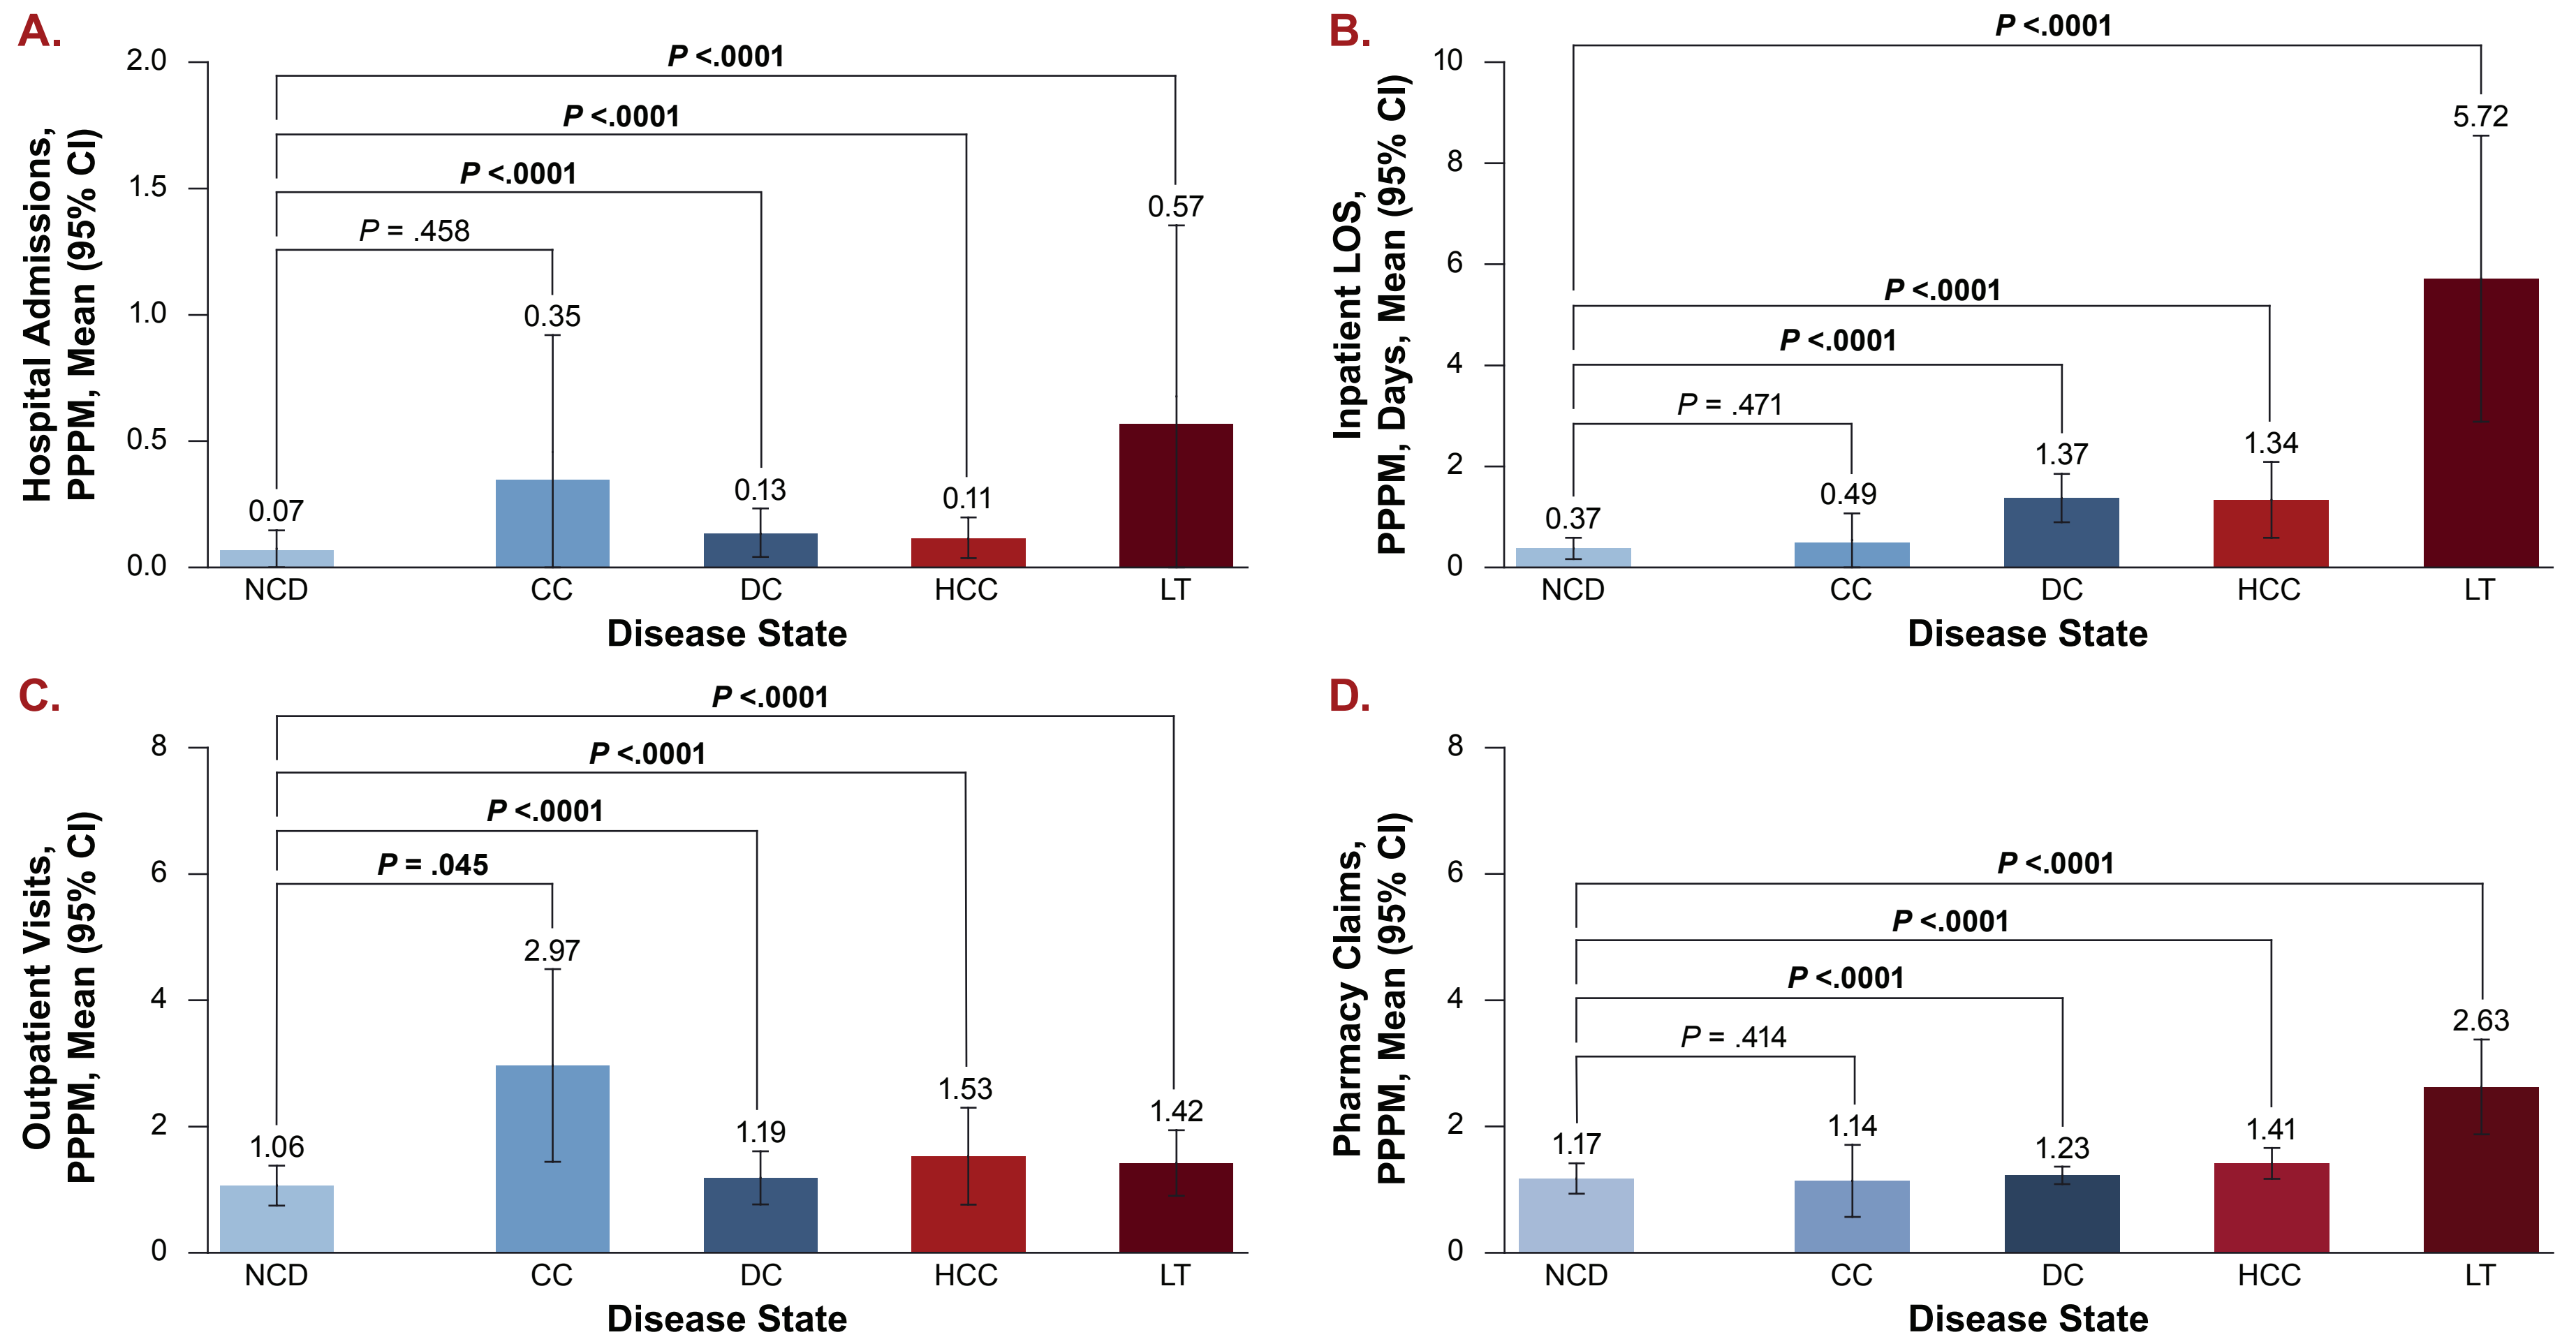 A.
Hospital Admissions,
PPPM, Mean (95% CI)
2.0
1.5
1.0
0.5
0.0
P <.0001
P <.0001
P <.0001
P = .458
0.07
0.35
0.13
0.11
0.57
NCD CC DC HCC LT
Disease State
B.
Inpatient LOS,
PPPM, Days, Mean (95% CI)
10
8
6
4
2
0
P <.0001
P <.0001
P <.0001
P = .471
0.37
0.49
1.37
1.34
5.72
NCD CC DC HCC LT
Disease State
C.
Outpatient Visits,
PPPM, Mean (95% CI)
8
6
4
2
0
P <.0001
P <.0001
P <.0001
P = .045
1.06
2.97
1.19
1.53
1.42
NCD CC DC HCC LT
Disease State
D.
Pharmacy Claims,
PPPM, Mean (95% CI)
8
6
4
2
0
P <.0001
P <.0001
P <.0001
P = .414
1.17
1.14
1.23
1.41
2.63
NCD CC DC HCC LT
Disease State